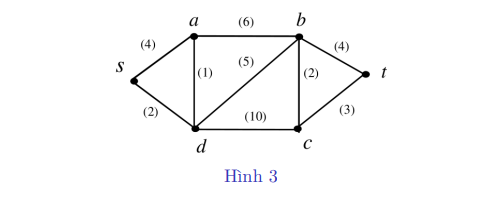 a (6) b
(4) (4)
s (1) (5) (2) t
(2) (10) (3)
d c
Hình 3